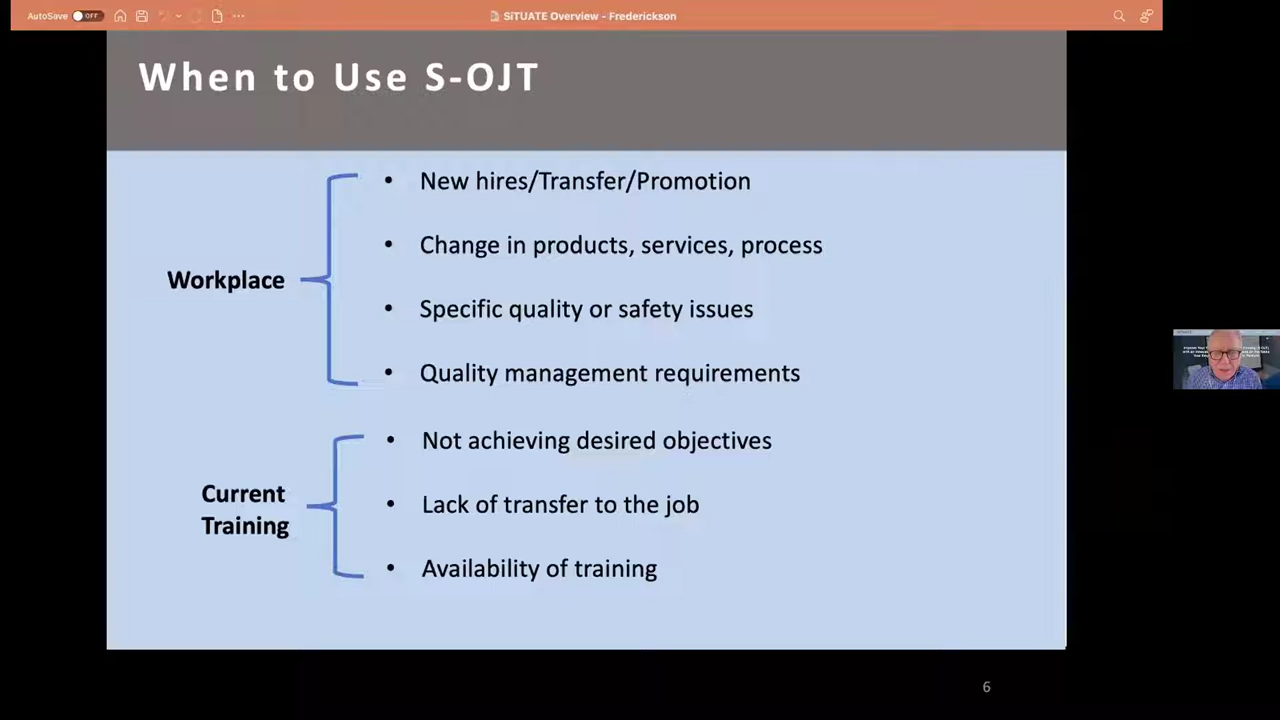 AutoSave OFF
SiTUATE Overview - Frederickson
When to Use S-OJT
Workplace
• New hires/Transfer/Promotion
• Change in products, services, process
• Specific quality or safety issues
• Quality management requirements
Current
Training
• Not achieving desired objectives
• Lack of transfer to the job
• Availability of training
6